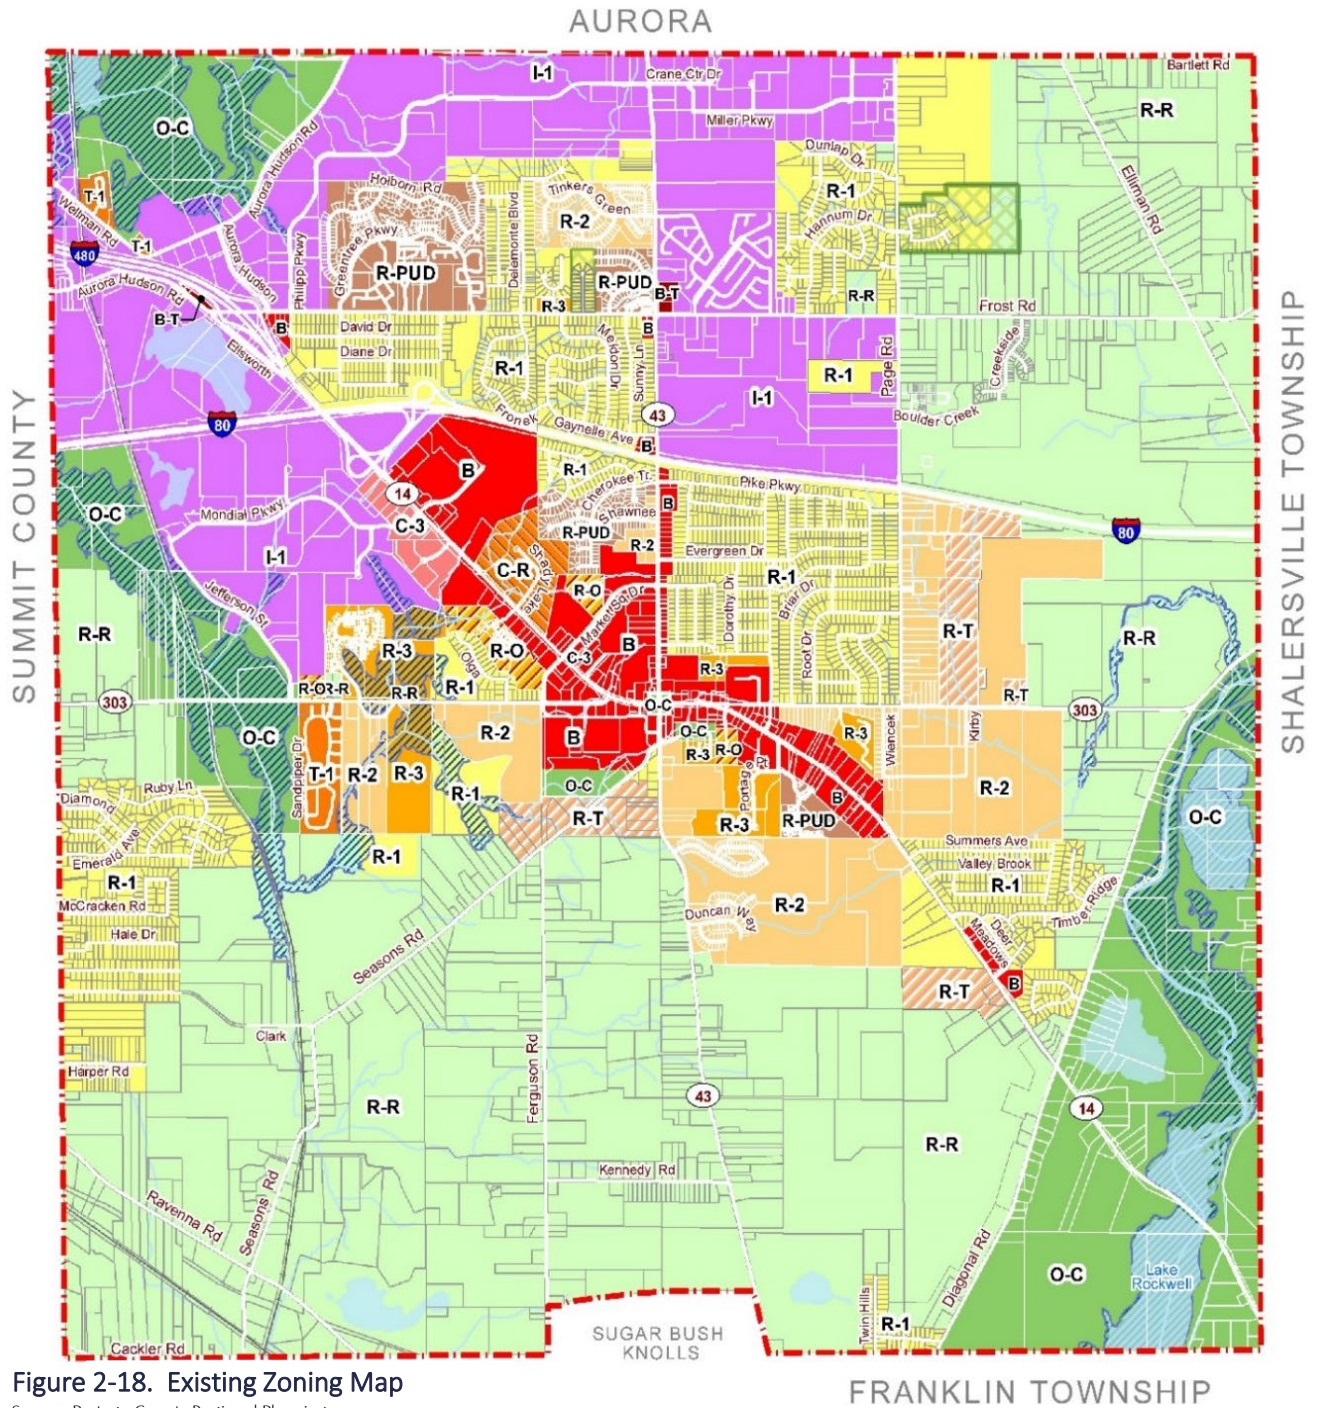 AURORA
Bartlett Rd
I-1
Crane Ctr Dr
R-R
Miller Pkwy
O-C
Aurora Hudson Rd
Dunlap Dr
Elliman Rd
T-1
Holborn Rd
Tinkers Green
R-1
Wellman Rd
Delemonte Blvd
R-2
Hannum Dr
T-1
Greentree Pkwy
480
Aurora Hudson
Philipp Pkwy
R-PUD
R-PUD
B-T
R-R
Aurora Hudson Rd
R-3
Frost Rd
B-T
B
David Dr
Meldon Dr
Sunny Ln
B
Diane Dr
Ellsworth
R-1
R-1
Page Rd
Creekside
I-1
Boulder Creek
80
Fronek
43
Gaynelle Ave
B
SUMMIT COUNTY
SHALERSVILLE TOWNSHIP
B
R-1
Cherokee Tr.
Pike Pkwy
14
B
O-C
Mondial Pkwy
C-3
Shawnee
R-PUD
R-2
80
I-1
Evergreen Dr
C-R
Shady Lake
R-1
Jefferson St
R-O
Market Sq Dr
Dorothy Dr
Briar Dr
R-R
R-3
R-O
B
Root Dr
R-T
R-R
C-3
Olga
R-3
R-O
R-R
R-R
R-1
R-T
303
O-C
303
O-C
Sandpiper Dr
R-2
B
O-C
R-3
R-O
R-3
Wiencek
Kirby
T-1
R-2
R-3
Portage Pt
Ruby Ln
R-1
O-C
B
R-2
Diamond
O-C
R-T
R-3
R-PUD
Emerald Ave
Summers Ave
R-1
Valley Brook
R-1
R-1
McCracken Rd
R-2
Timber Ridge
Duncan Way
Hale Dr
Seasons Rd
Deer Meadows
B
R-T
Clark
Harper Rd
Ferguson Rd
43
14
R-R
R-R
Kennedy Rd
Ravenna Rd
Seasons Rd
Diagonal Rd
O-C
Lake Rockwell
Twin Hills
R-1
SUGAR BUSH
KNOLLS
Cackler Rd
Figure 2-18. Existing Zoning Map
FRANKLIN TOWNSHIP